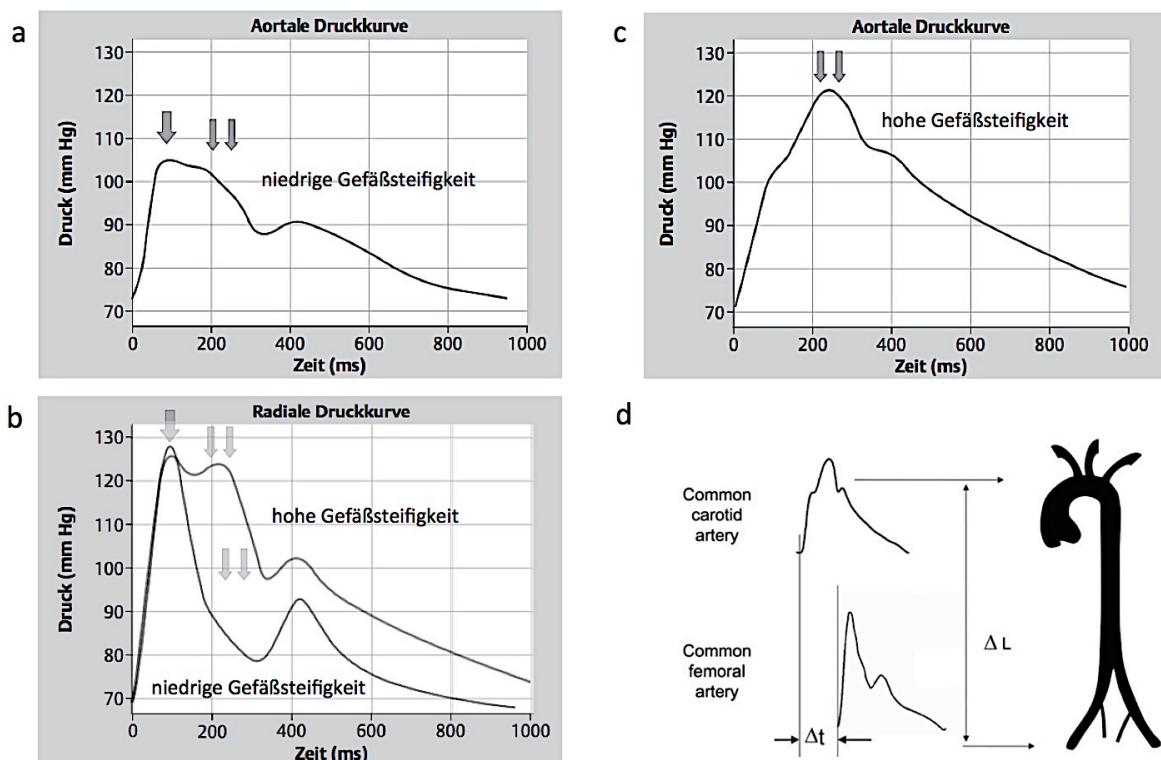 a
Aortale Druckkurve
Druck (mm Hg)
130
120
110
100
90
80
70
niedrige Gefäßsteifigkeit
0
200
400
600
800
1000
Zeit (ms)
c
Aortale Druckkurve
Druck (mm Hg)
130
120
110
100
90
80
70
hohe Gefäßsteifigkeit
0
200
400
600
800
1000
Zeit (ms)
b
Radiale Druckkurve
Druck (mm Hg)
130
120
110
100
90
80
70
hohe Gefäßsteifigkeit
niedrige Gefäßsteifigkeit
0
200
400
600
800
1000
Zeit (ms)
d
Common
carotid
artery
Common
femoral
artery
Δt
Δ L